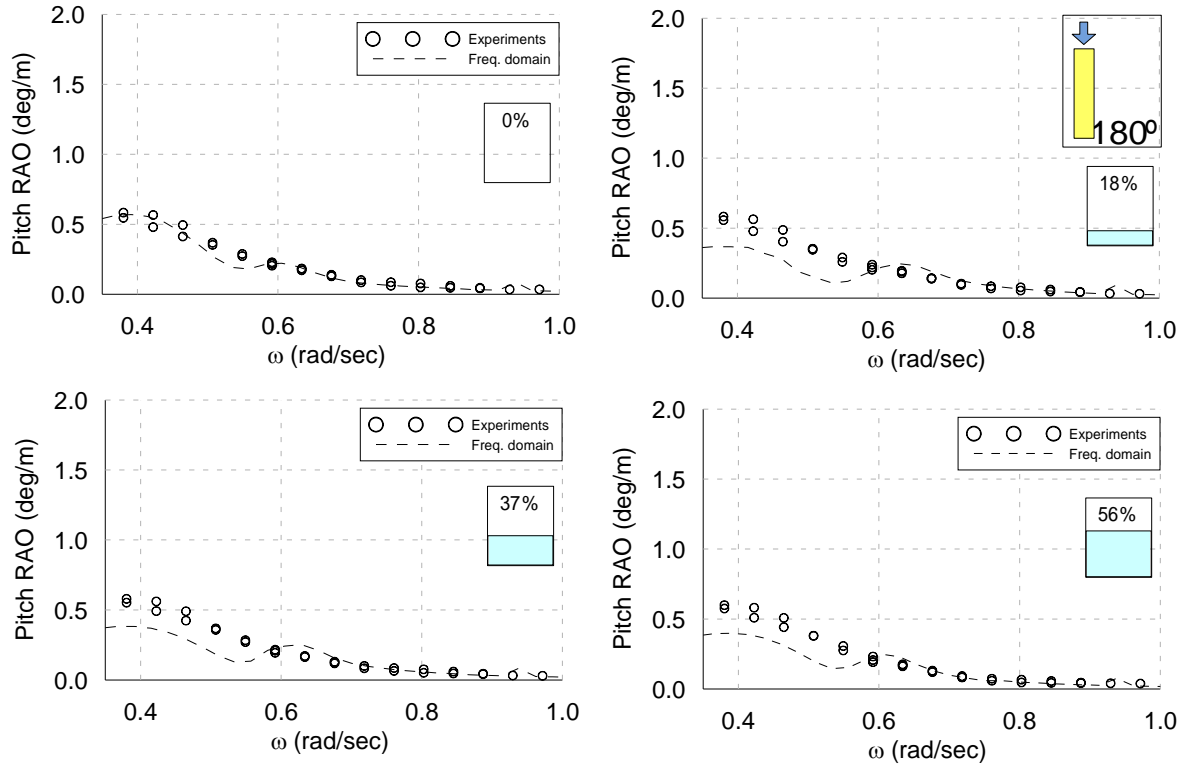 2.0
1.5
1.0
0.5
0.0
Pitch RAO (deg/m)
Experiments
Freq. domain
0%
0.4 0.6 0.8 1.0
ω (rad/sec)
2.0
1.5
1.0
0.5
0.0
Pitch RAO (deg/m)
180º
18%
0.4 0.6 0.8 1.0
ω (rad/sec)
2.0
1.5
1.0
0.5
0.0
Pitch RAO (deg/m)
Experiments
Freq. domain
37%
0.4 0.6 0.8 1.0
ω (rad/sec)
2.0
1.5
1.0
0.5
0.0
Pitch RAO (deg/m)
Experiments
Freq. domain
56%
0.4 0.6 0.8 1.0
ω (rad/sec)